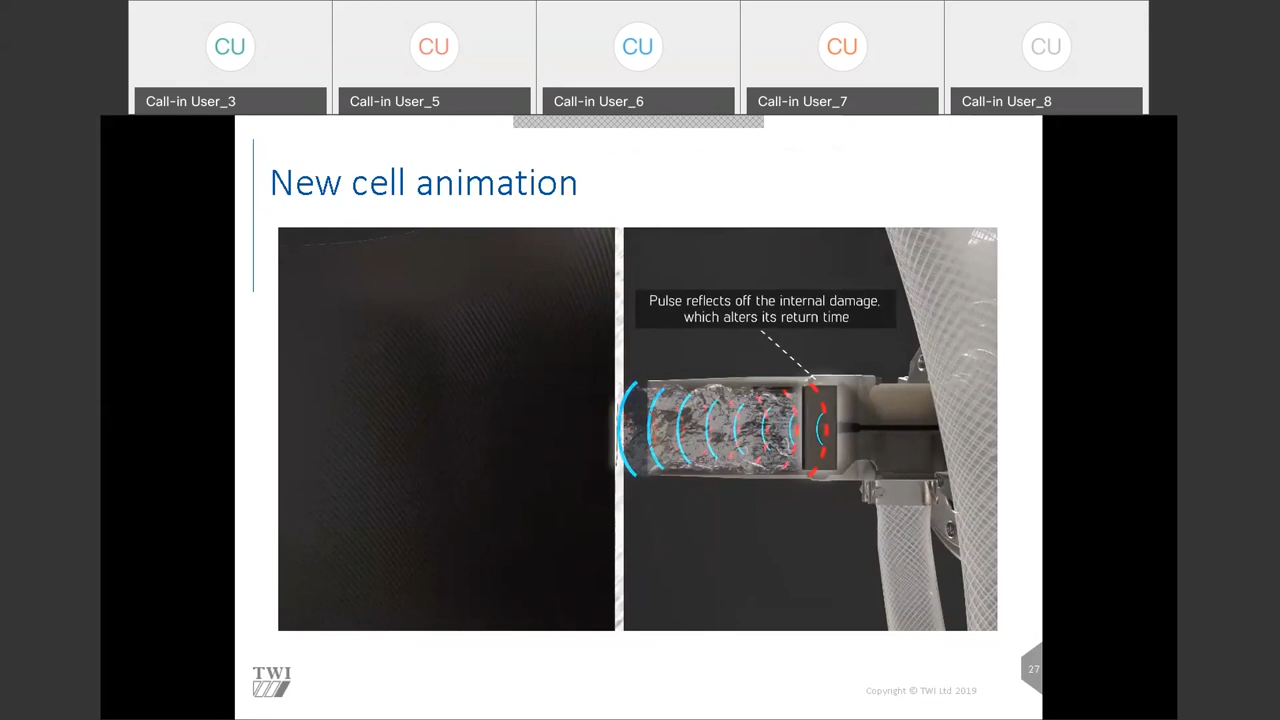 CU CU CU CU CU
Call-in User_3 Call-in User_5 Call-in User_6 Call-in User_7 Call-in User_8
New cell animation
Pulse reflects off the internal damage,
which alters its return time
TWI
27
Copyright © TWI Ltd 2019